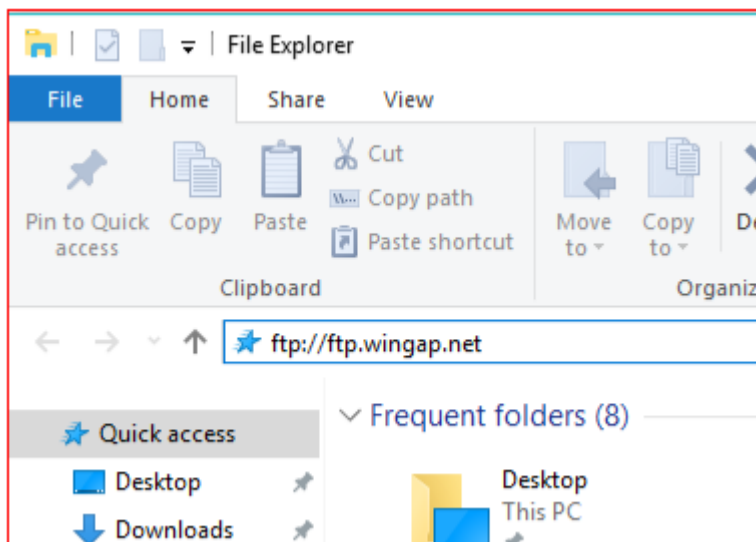 File Explorer
File Home Share View
Pin to Quick access
Copy
Paste
Cut
Copy path
Paste shortcut
Move to
Copy to
Clipboard
ftp://ftp.wingap.net
Quick access
Desktop
Downloads
Frequent folders (8)
Desktop
This PC